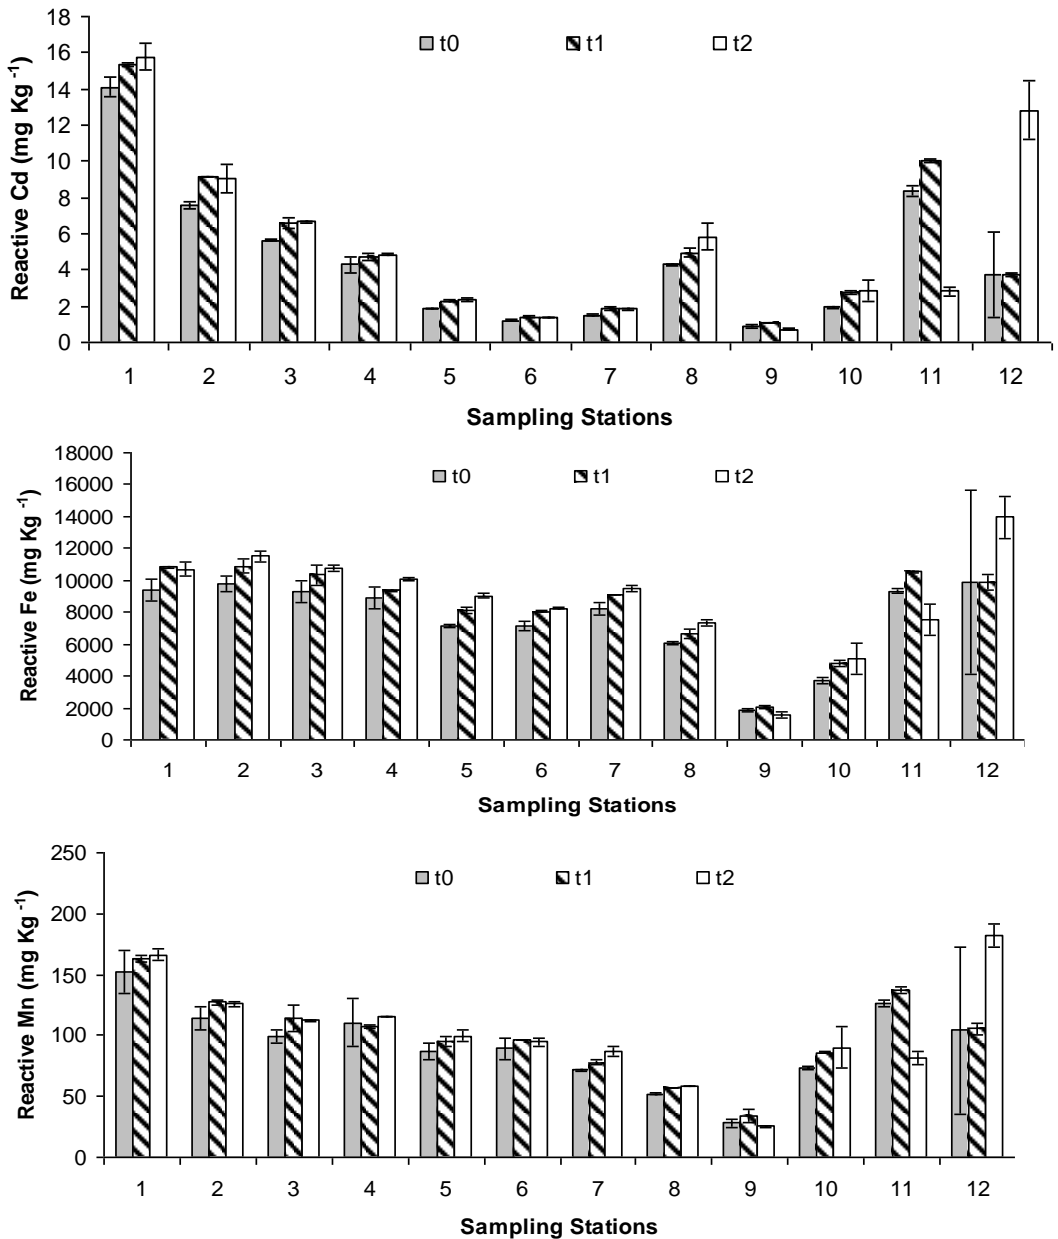 18
16
14
12
10
8
6
4
2
0
Reactive Cd (mg Kg -1)
t0 t1 t2
1 2 3 4 5 6 7 8 9 10 11 12
Sampling Stations
18000
16000
14000
12000
10000
8000
6000
4000
2000
0
Reactive Fe (mg Kg -1)
t0 t1 t2
1 2 3 4 5 6 7 8 9 10 11 12
Sampling Stations
250
200
150
100
50
0
Reactive Mn (mg Kg -1)
t0 t1 t2
1 2 3 4 5 6 7 8 9 10 11 12
Sampling Stations